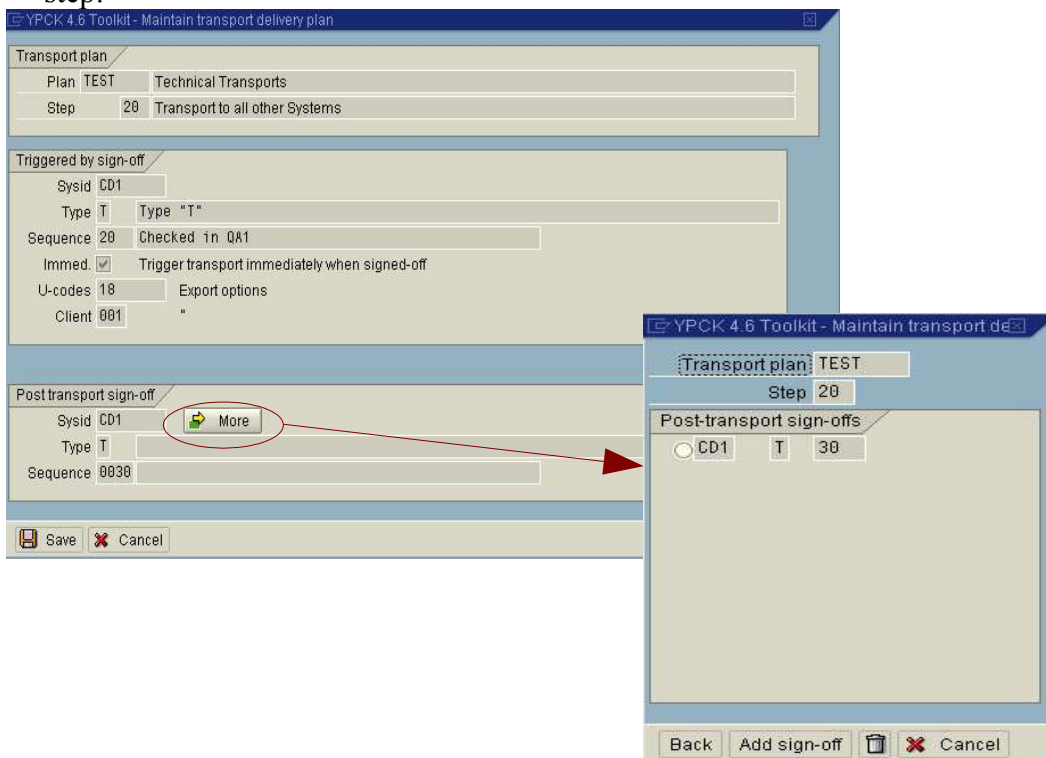 step.
YPCK 4.6 Toolkit - Maintain transport delivery plan
Transport plan
Plan TEST Technical Transports
Step 20 Transport to all other Systems
Triggered by sign-off
Sysid CD1
Type T Type "T"
Sequence 20 Checked in QA1
Immed. Trigger transport immediately when signed-off
U-codes 18 Export options
Client 001 "
Post transport sign-off
Sysid CD1 More
Type T
Sequence 0030
Save Cancel
YPCK 4.6 Toolkit - Maintain transport de
Transport plan TEST
Step 20
Post-transport sign-offs
CD1 T 30
Back Add sign-off Cancel